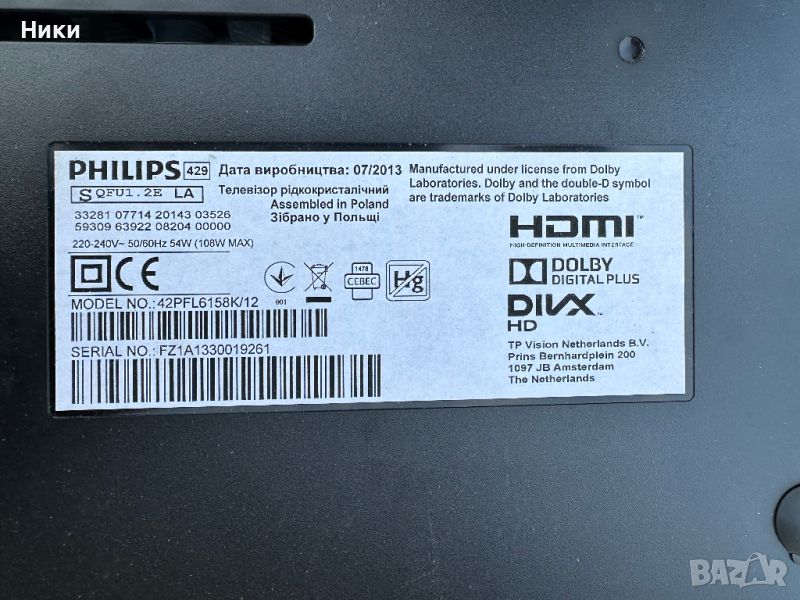 Ники
PHILIPS 429 Дата виробництва: 07/2013
SQFU1.2E LA
Телевізор рідкокристалічний
Assembled in Poland
Зібрано у Польщі
33281 07714 20143 03526
59309 63922 08204 00000
220-240V~ 50/60Hz 54W (108W MAX)
Manufactured under license from Dolby
Laboratories. Dolby and the double-D symbol
are trademarks of Dolby Laboratories
HDMI™
HIGH-DEFINITION MULTIMEDIA INTERFACE
DOLBY
DIGITAL PLUS
DIVX™
HD
CE
001
1478
CEBEC
Hg
MODEL NO.:42PFL6158K/12
SERIAL NO.: FZ1A1330019261
TP Vision Netherlands B.V.
Prins Bernhardplein 200
1097 JB Amsterdam
The Netherlands
BAZAR